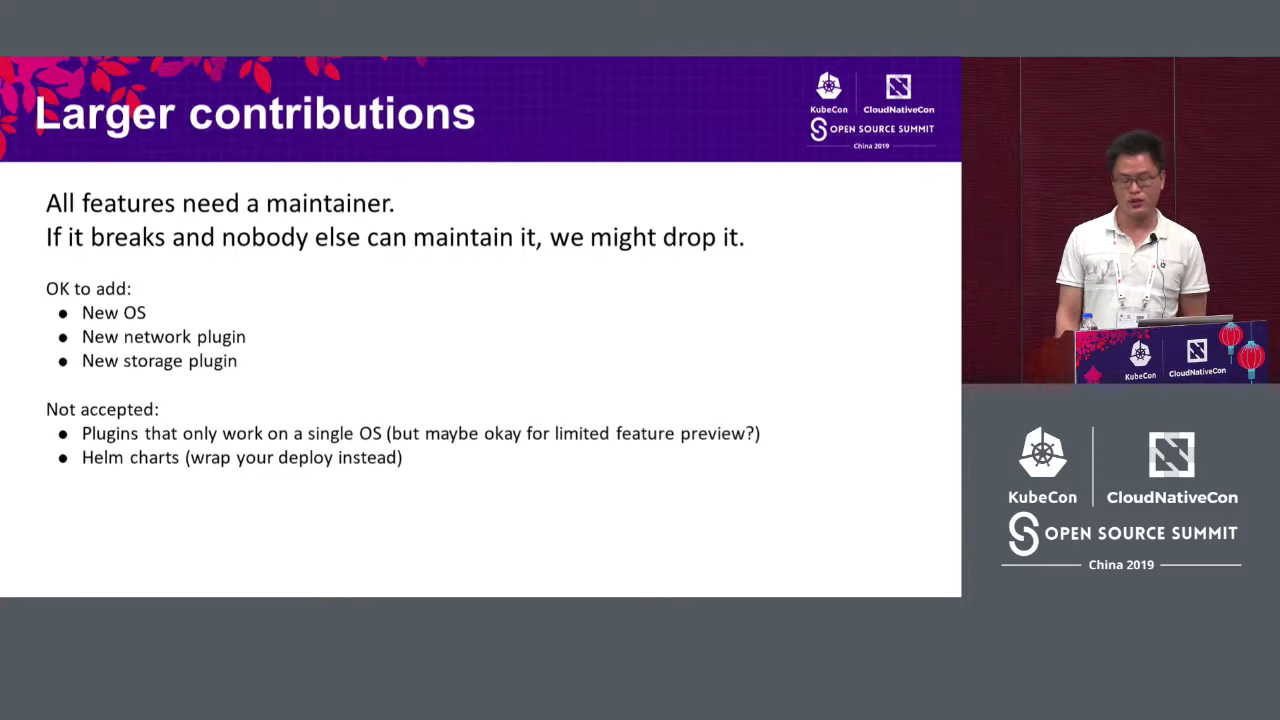 Larger contributions
KubeCon
CloudNativeCon
OPEN SOURCE SUMMIT
China 2019
All features need a maintainer.
If it breaks and nobody else can maintain it, we might drop it.
OK to add:
● New OS
● New network plugin
● New storage plugin
Not accepted:
● Plugins that only work on a single OS (but maybe okay for limited feature preview?)
● Helm charts (wrap your deploy instead)
KubeCon
CloudNativeCon
KubeCon
CloudNativeCon
OPEN SOURCE SUMMIT
China 2019